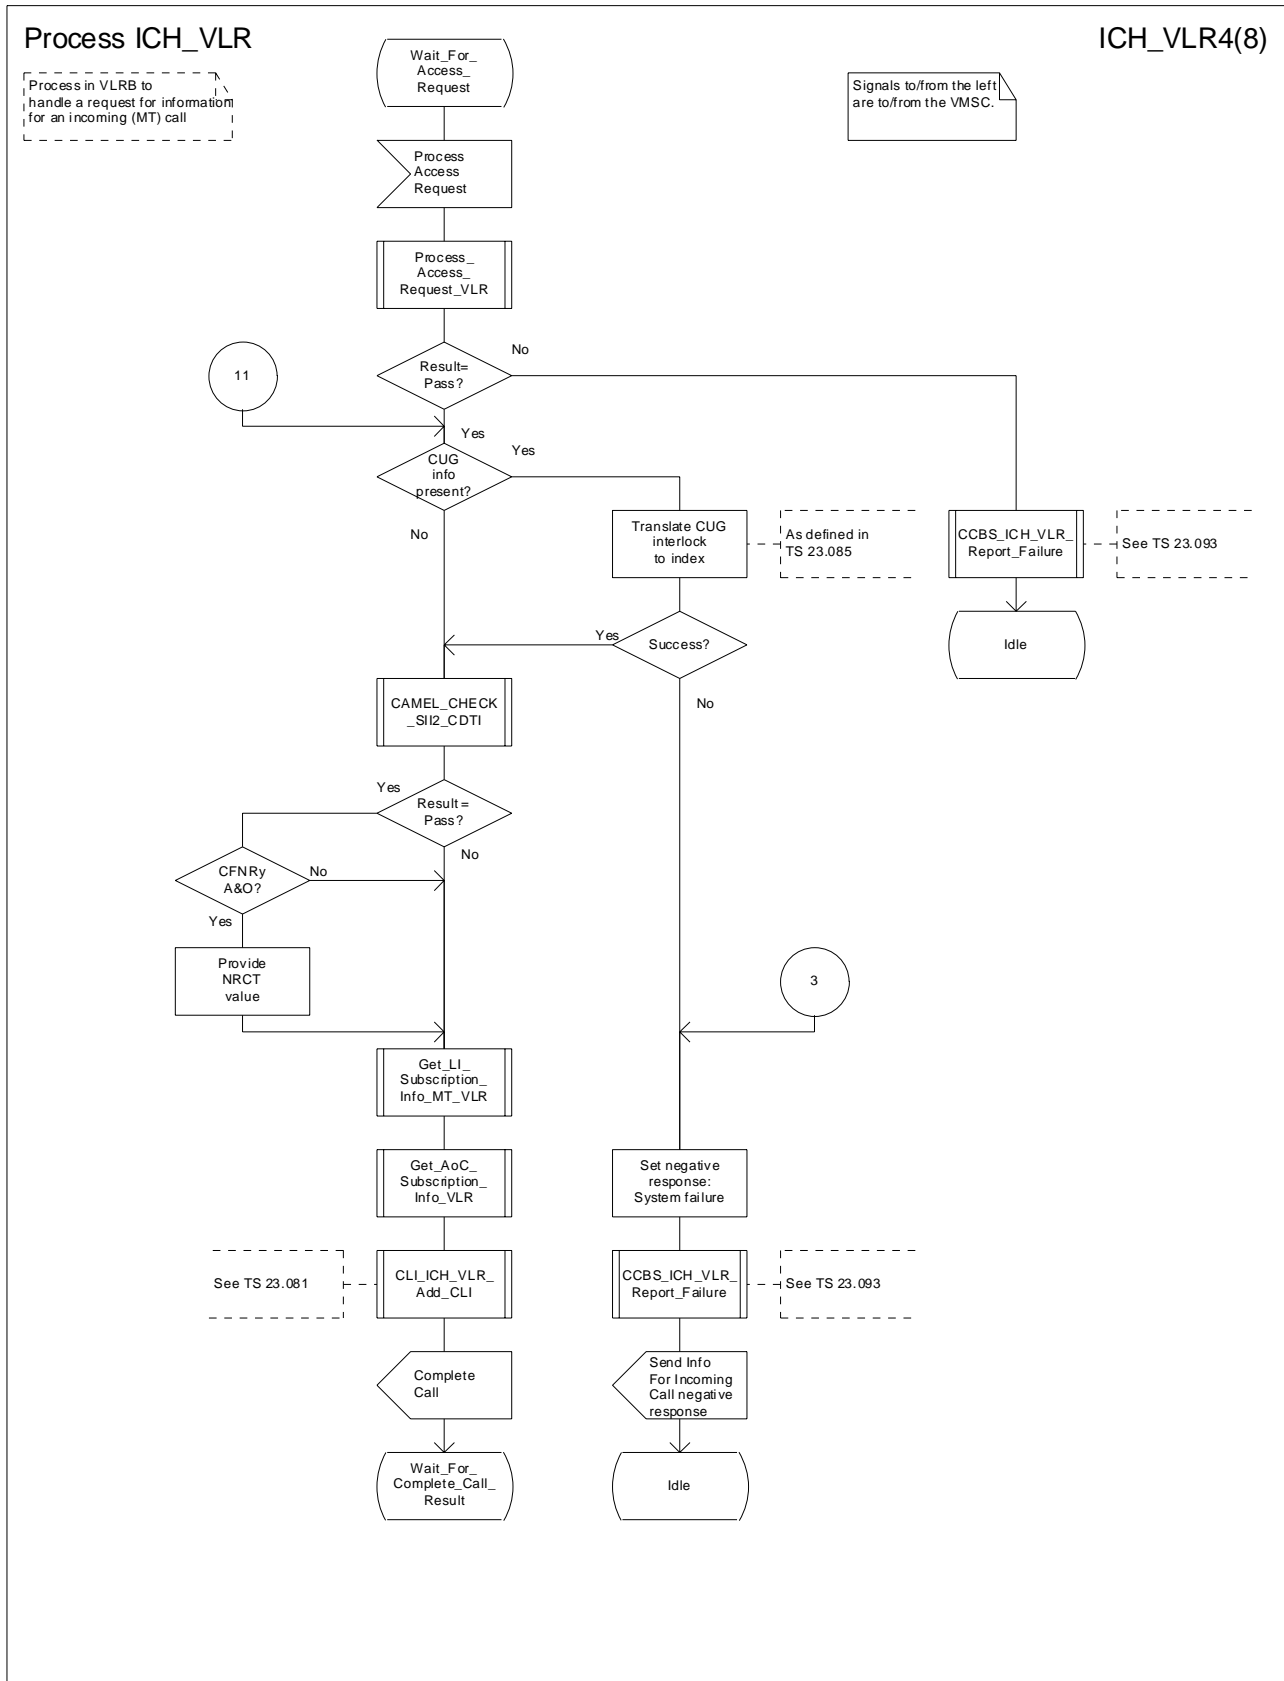 Process ICH_VLR
ICH_VLR4(8)
Process in VLRB to
handle a request for information
for an incoming (MT) call
Wait_For_
Access_
Request
Signals to/from the left
are to/from the VMSC.
Process
Access
Request
Process_
Access_
Request_VLR
No
11
Result=
Pass?
Yes
Yes
CUG
info
present?
No
Translate CUG
interlock
to index
As defined in
TS 23.085
CCBS_ICH_VLR_
Report_Failure
See TS 23.093
Yes
Success?
Idle
No
CAMEL_CHECK
_SII2_CDTI
Yes
Result =
Pass?
No
CFNRy
A&O?
No
Yes
Provide
NRCT
value
3
Get_LI_
Subscription_
Info_MT_VLR
Get_AoC_
Subscription_
Info_VLR
Set negative
response:
System failure
See TS 23.081
CLI_ICH_VLR_
Add_CLI
CCBS_ICH_VLR_
Report_Failure
See TS 23.093
Complete
Call
Send Info
For Incoming
Call negative
response
Wait_For_
Complete_Call_
Result
Idle